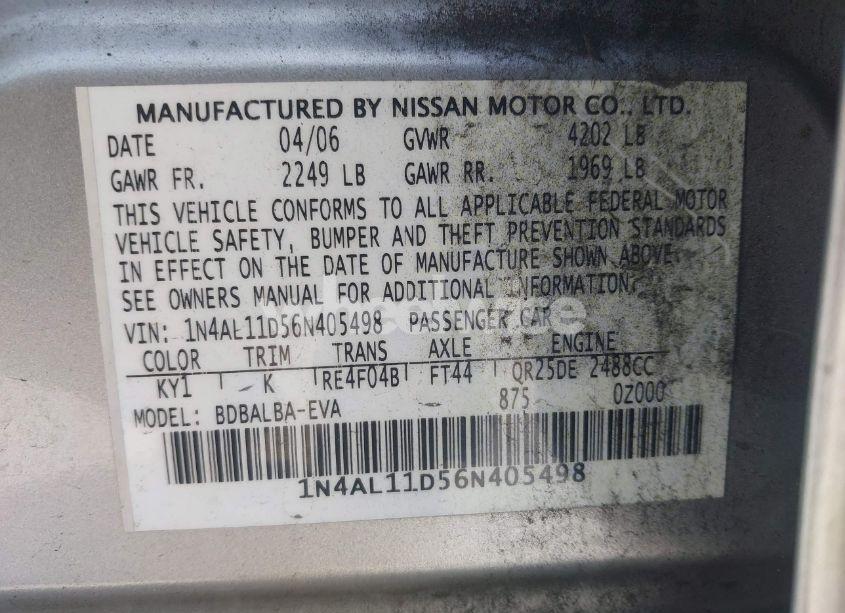 MANUFACTURED BY NISSAN MOTOR CO., LTD.
DATE 04/06 GVWR 4202 LB
GAWR FR. 2249 LB GAWR RR. 1969 LB
THIS VEHICLE CONFORMS TO ALL APPLICABLE FEDERAL MOTOR
VEHICLE SAFETY, BUMPER AND THEFT PREVENTION STANDARDS
IN EFFECT ON THE DATE OF MANUFACTURE SHOWN ABOVE.
SEE OWNERS MANUAL FOR ADDITIONAL INFORMATION.
VIN: 1N4AL11D56N405498 PASSENGER CAR
COLOR TRIM TRANS AXLE ENGINE
KY1 K RE4F04B FT44 QR25DE 2488CC
MODEL: BDBALBA-EVA 875 0Z000
1N4AL11D56N405498